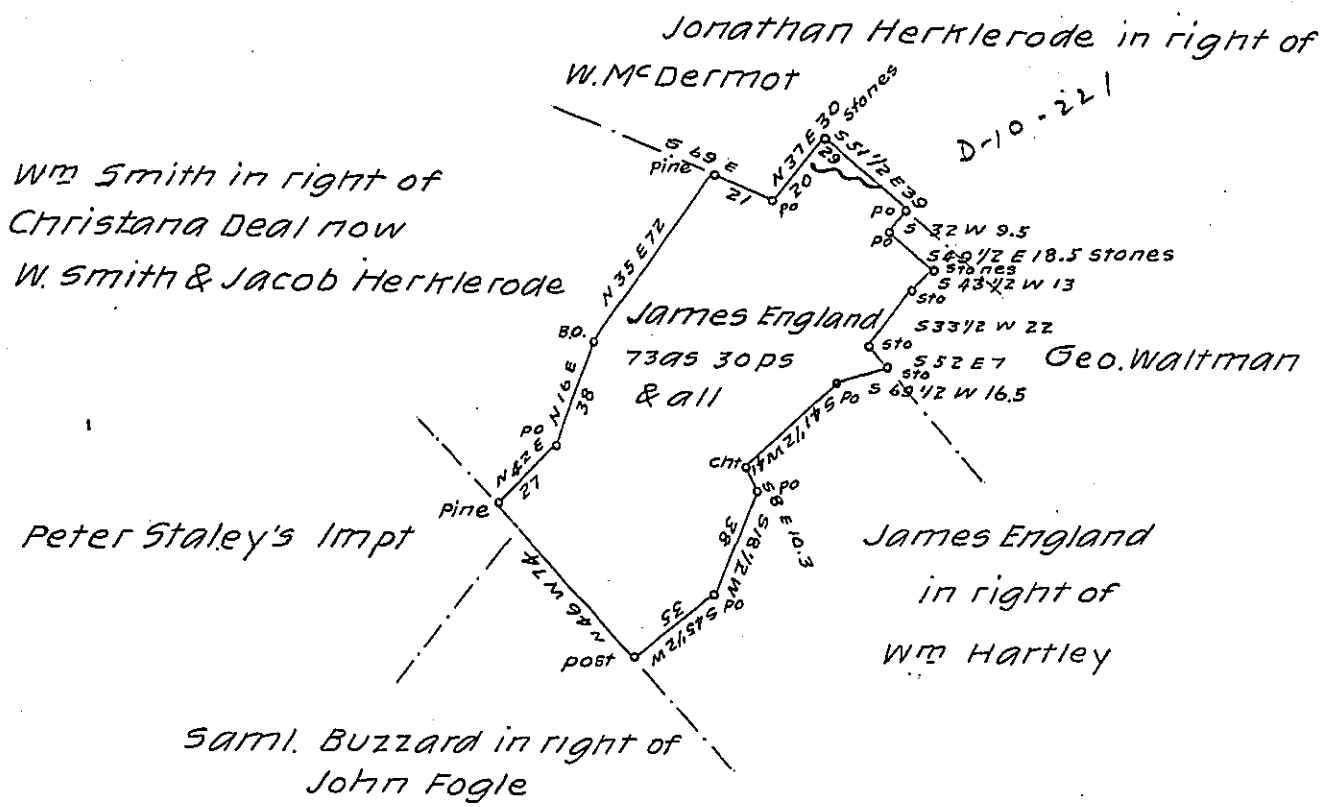 Jonathan Herklerode in right of
W. McDermot
D-10-221
S 69 E
21
Pine
po
N 37 E 30
20
stones
29
S 51 1/2 E 39
po
S 32 W 9.5
po
S 49 1/2 E 18.5 stones
stones
S 43 1/2 W 13
sto
S 33 1/2 W 22
sto
S 52 E 7
sto
S 69 1/2 W 16.5
Geo. Waltman
Wm Smith in right of
Christana Deal now
W. Smith & Jacob Herklerode
N 35 E 72
B.O.
James England
73as 30ps
& all
N 16 E
38
po
N 42 E
27
Pine
Peter Staley's Impt
po
S 41 1/2 W 41
cht
po
S 8 E 10.3
S 18 1/2 W
38
po
S 45 1/2 W
35
post
N 46 W 74
James England
in right of
Wm Hartley
Saml. Buzzard in right of
John Fogle